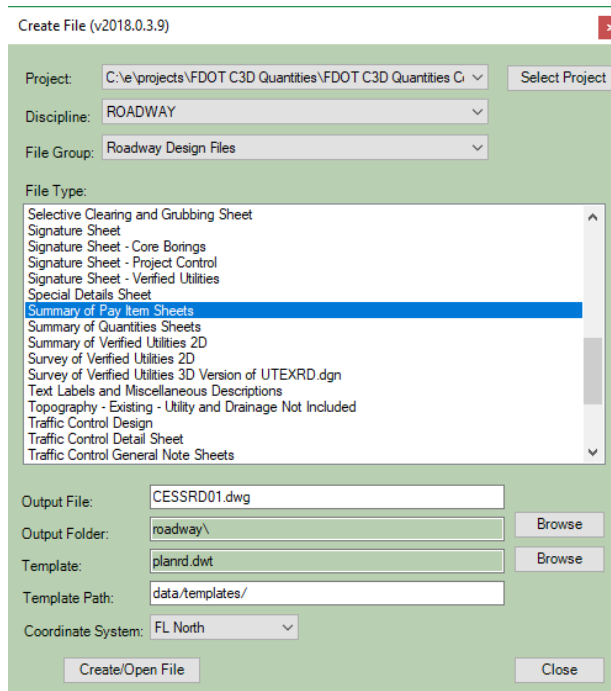 Create File (v2018.0.3.9)
Project: C:\e\projects\FDOT C3D Quantities\FDOT C3D Quantities Select Project
Discipline: ROADWAY
File Group: Roadway Design Files
File Type:
Selective Clearing and Grubbing Sheet
Signature Sheet
Signature Sheet - Core Borings
Signature Sheet - Project Control
Signature Sheet - Verified Utilities
Special Details Sheet
Summary of Pay Item Sheets
Summary of Quantities Sheets
Summary of Verified Utilities 2D
Survey of Verified Utilities 2D
Survey of Verified Utilities 3D Version of UTEXRD.dgn
Text Labels and Miscellaneous Descriptions
Topography - Existing - Utility and Drainage Not Included
Traffic Control Design
Traffic Control Detail Sheet
Traffic Control General Note Sheets
Output File: CESSRD01.dwg
Output Folder: roadway\ Browse
Template: planrd.dwt Browse
Template Path: data/templates/
Coordinate System: FL North
Create/Open File Close